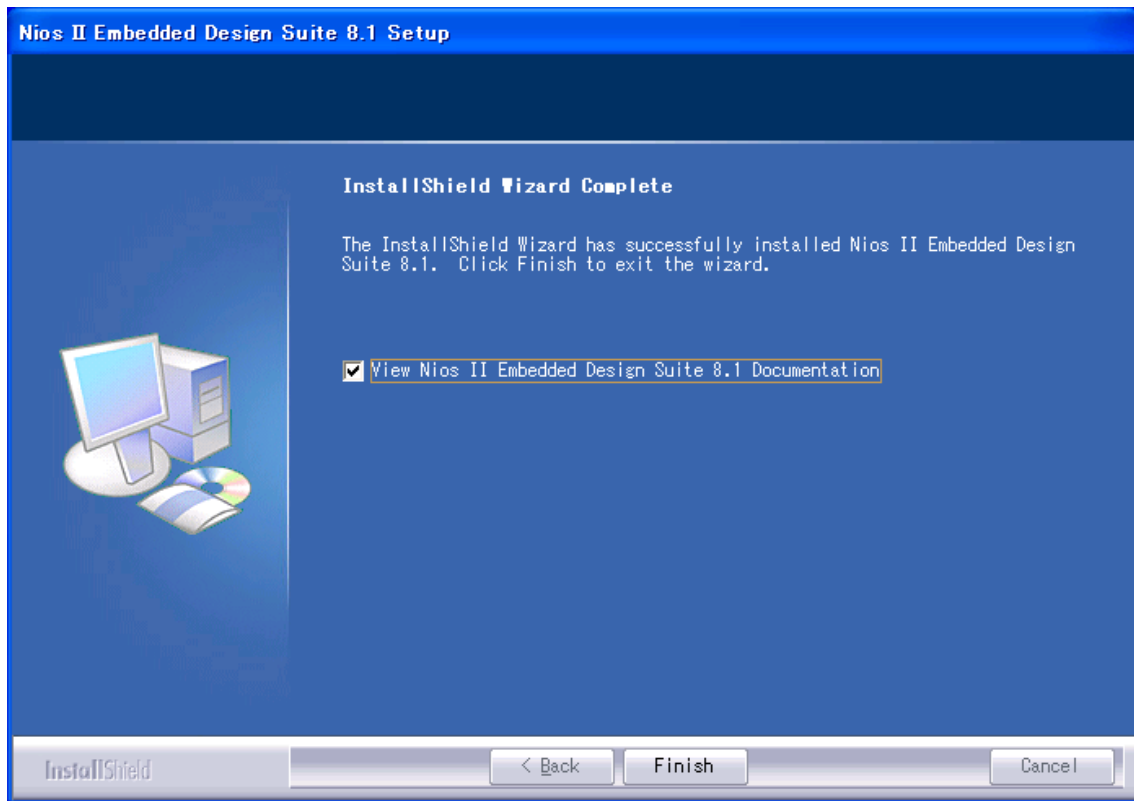 Nios II Embedded Design Suite 8.1 Setup
InstallShield Wizard Complete
The InstallShield Wizard has successfully installed Nios II Embedded Design
Suite 8.1.  Click Finish to exit the wizard.
View Nios II Embedded Design Suite 8.1 Documentation
InstallShield
< Back
Finish
Cancel